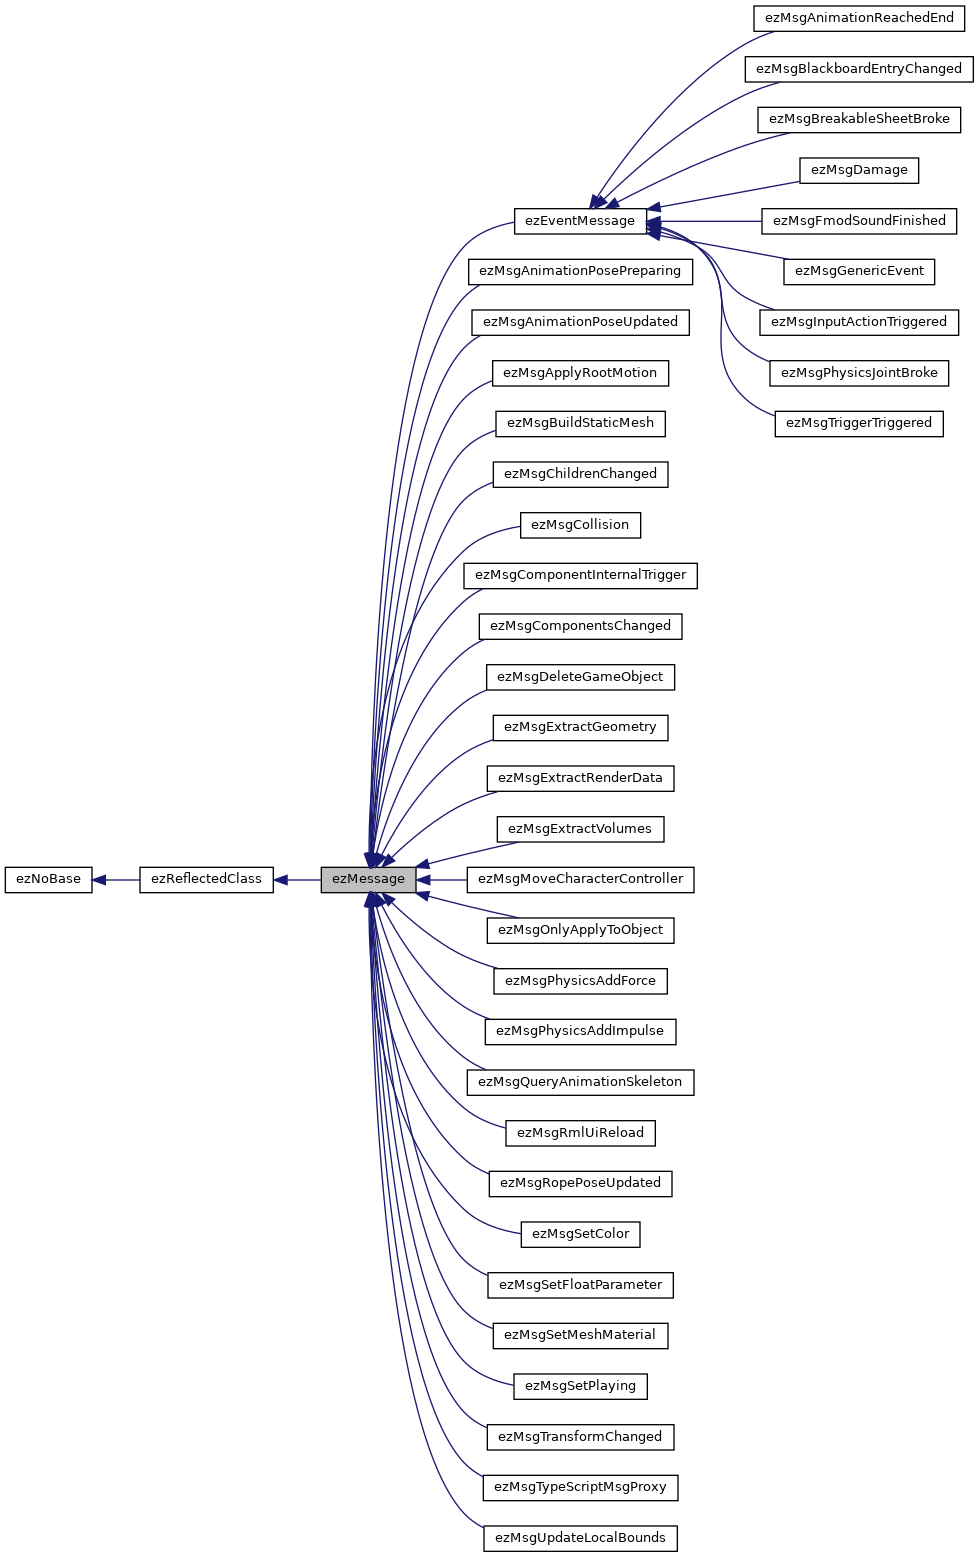 ezMsgAnimationReachedEnd
ezMsgBlackboardEntryChanged
ezMsgBreakableSheetBroke
ezMsgDamage
ezEventMessage
ezMsgFmodSoundFinished
ezMsgAnimationPosePreparing
ezMsgGenericEvent
ezMsgAnimationPoseUpdated
ezMsgInputActionTriggered
ezMsgApplyRootMotion
ezMsgPhysicsJointBroke
ezMsgBuildStaticMesh
ezMsgTriggerTriggered
ezMsgChildrenChanged
ezMsgCollision
ezMsgComponentInternalTrigger
ezMsgComponentsChanged
ezMsgDeleteGameObject
ezMsgExtractGeometry
ezMsgExtractRenderData
ezMsgExtractVolumes
ezNoBase
ezReflectedClass
ezMessage
ezMsgMoveCharacterController
ezMsgOnlyApplyToObject
ezMsgPhysicsAddForce
ezMsgPhysicsAddImpulse
ezMsgQueryAnimationSkeleton
ezMsgRmlUiReload
ezMsgRopePoseUpdated
ezMsgSetColor
ezMsgSetFloatParameter
ezMsgSetMeshMaterial
ezMsgSetPlaying
ezMsgTransformChanged
ezMsgTypeScriptMsgProxy
ezMsgUpdateLocalBounds